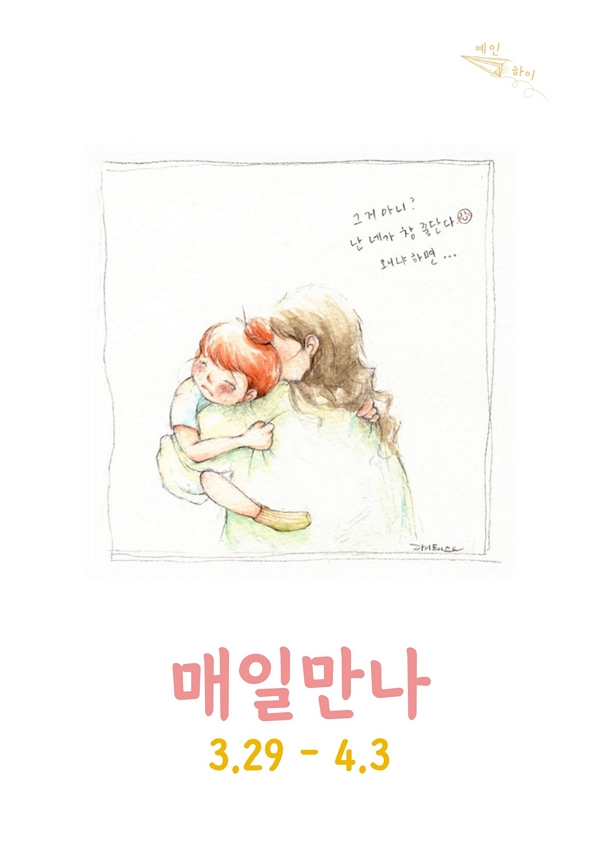 예인
하이
그거 아니?
난 네가 참 좋단다
왜냐하면...
매일만나
3.29 - 4.3